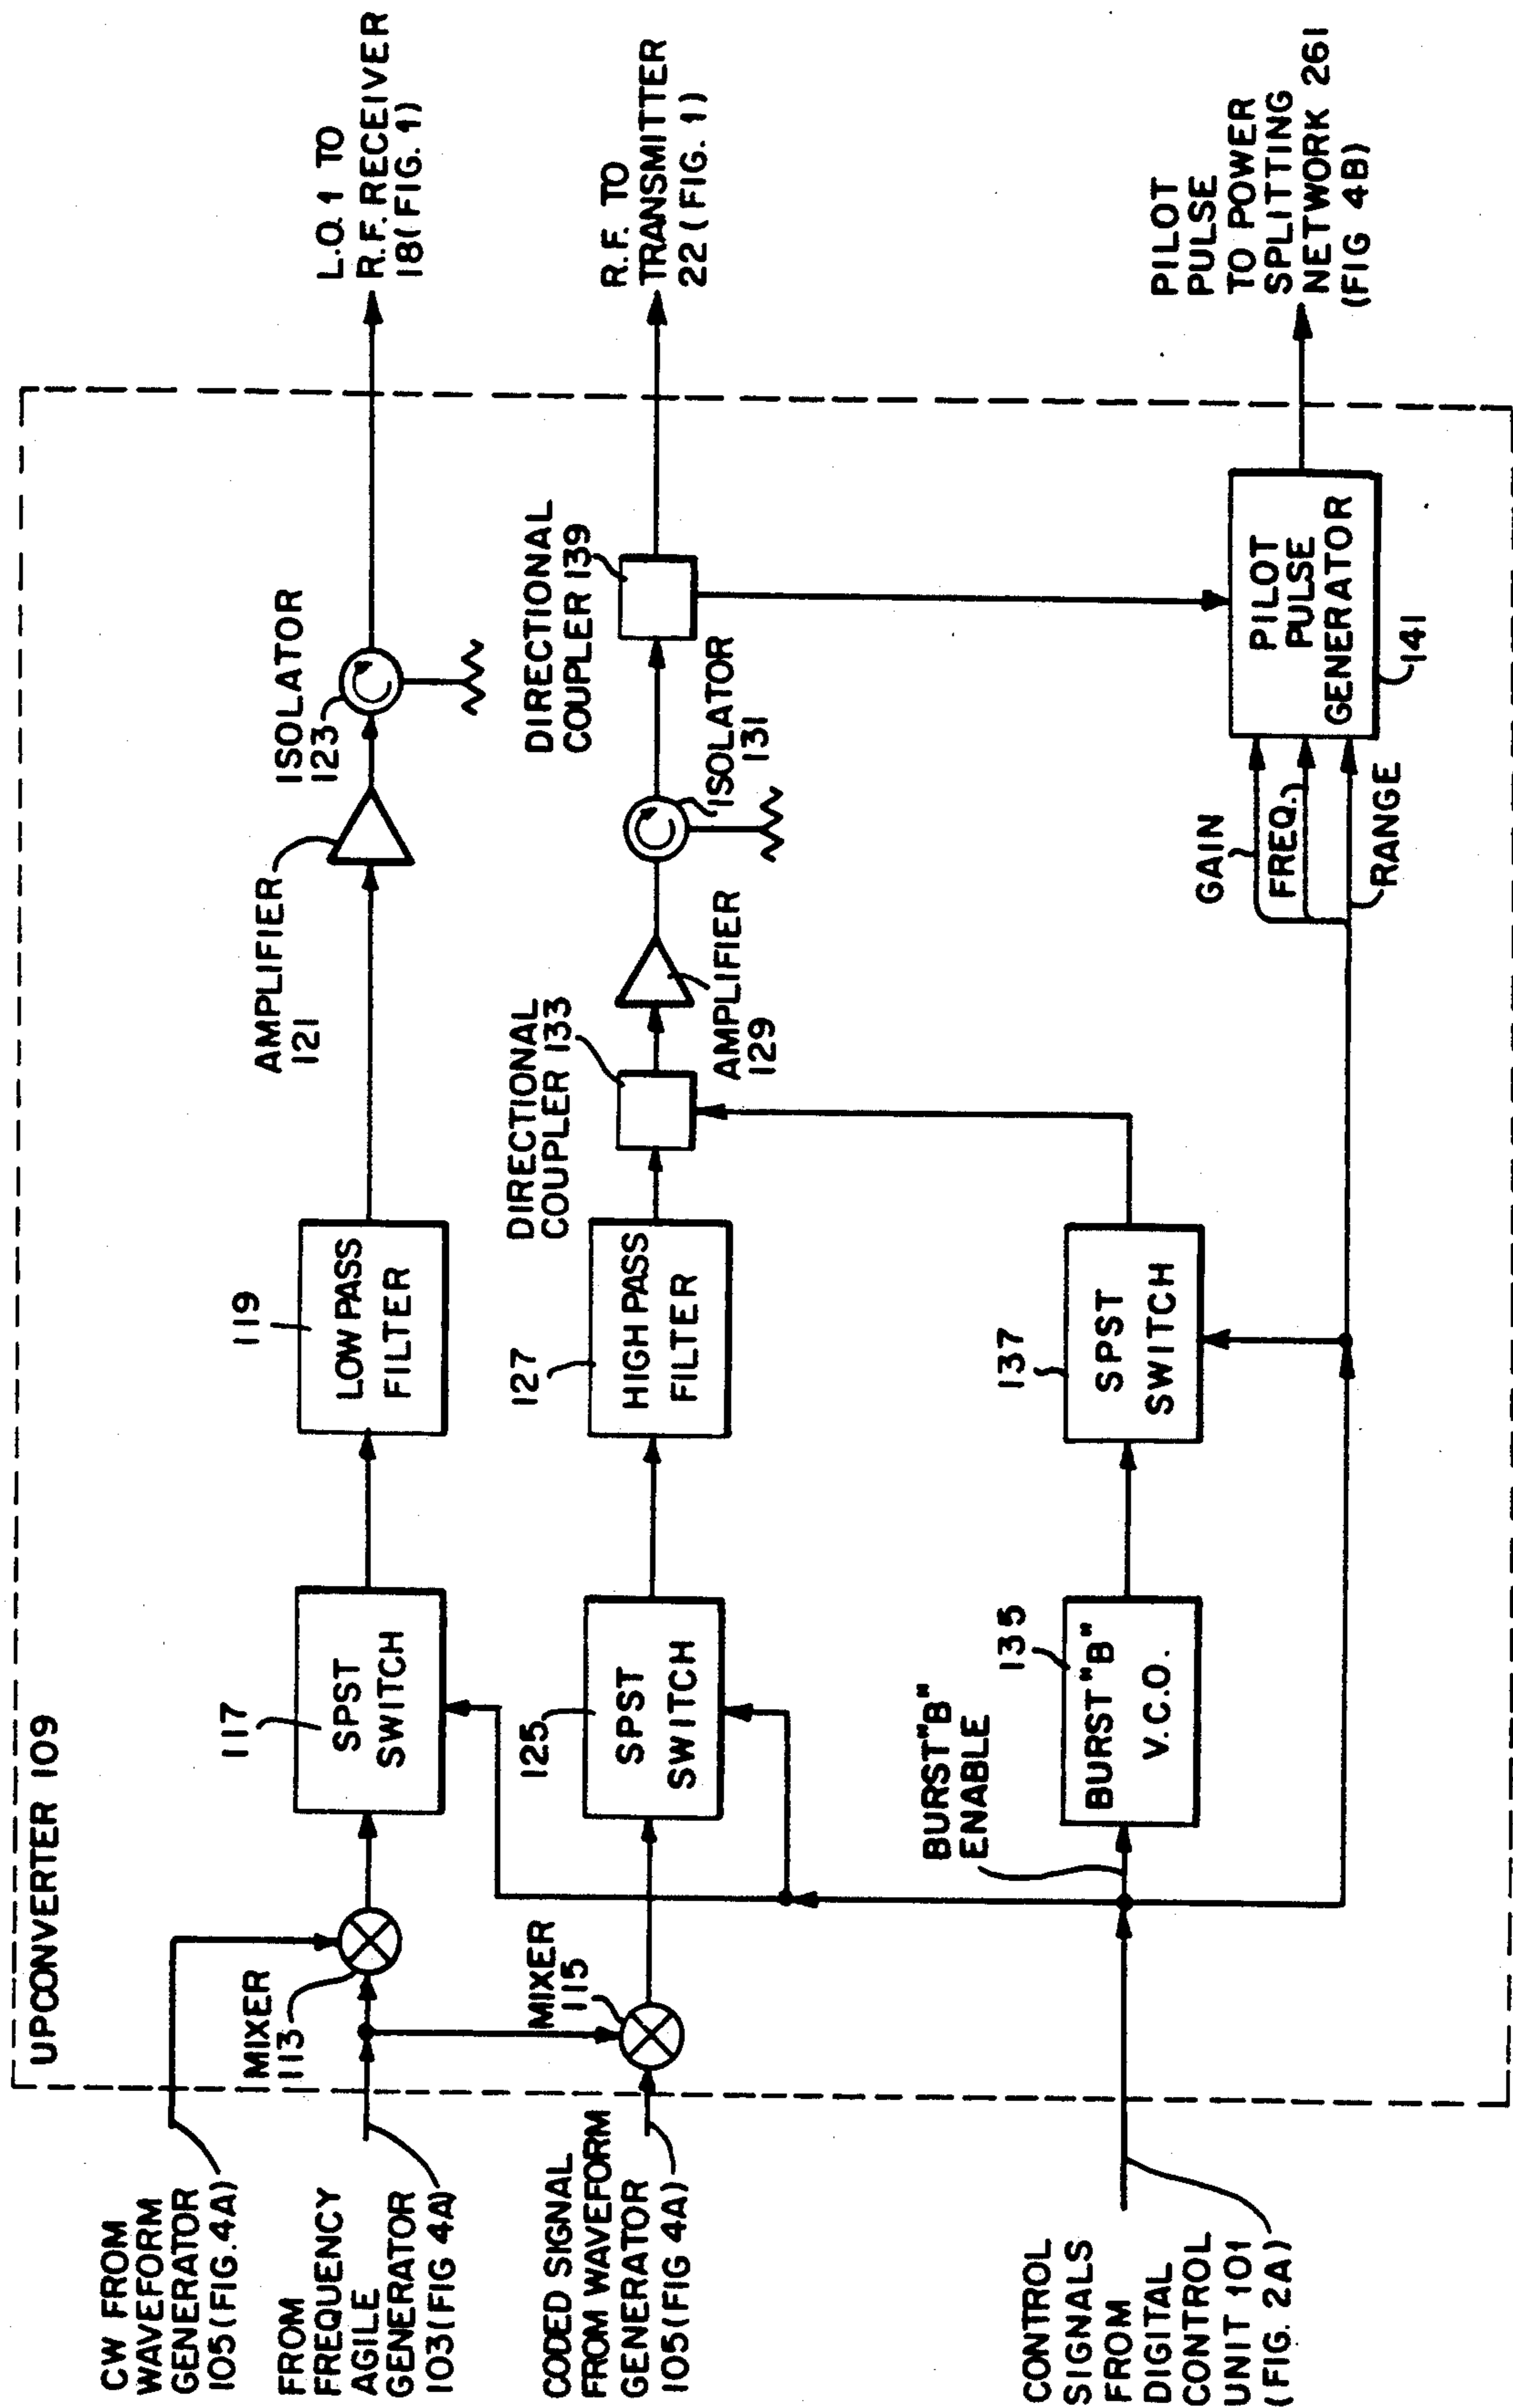 UPCONVERTER 109
CW FROM
WAVEFORM
GENERATOR
105 (FIG. 4A)
FROM
FREQUENCY
AGILE
GENERATOR
103 (FIG 4A)
CODED SIGNAL
FROM WAVEFORM
GENERATOR
105 (FIG 4A)
CONTROL
SIGNALS
FROM
DIGITAL
CONTROL
UNIT 101
(FIG. 2A)
MIXER
113
MIXER
115
117
SPST
SWITCH
125
SPST
SWITCH
BURST "B"
ENABLE
135
BURST "B"
V.C.O.
119
LOW PASS
FILTER
127
HIGH PASS
FILTER
137
SPST
SWITCH
DIRECTIONAL
COUPLER 133
AMPLIFIER
121
AMPLIFIER
129
ISOLATOR
123
ISOLATOR
131
DIRECTIONAL
COUPLER 139
GAIN
FREQ.
RANGE
PILOT
PULSE
GENERATOR
141
L.O. 1 TO
R.F. RECEIVER
18 (FIG. 1)
R.F. TO
TRANSMITTER
22 (FIG. 1)
PILOT
PULSE
TO POWER
SPLITTING
NETWORK 261
(FIG 4B)